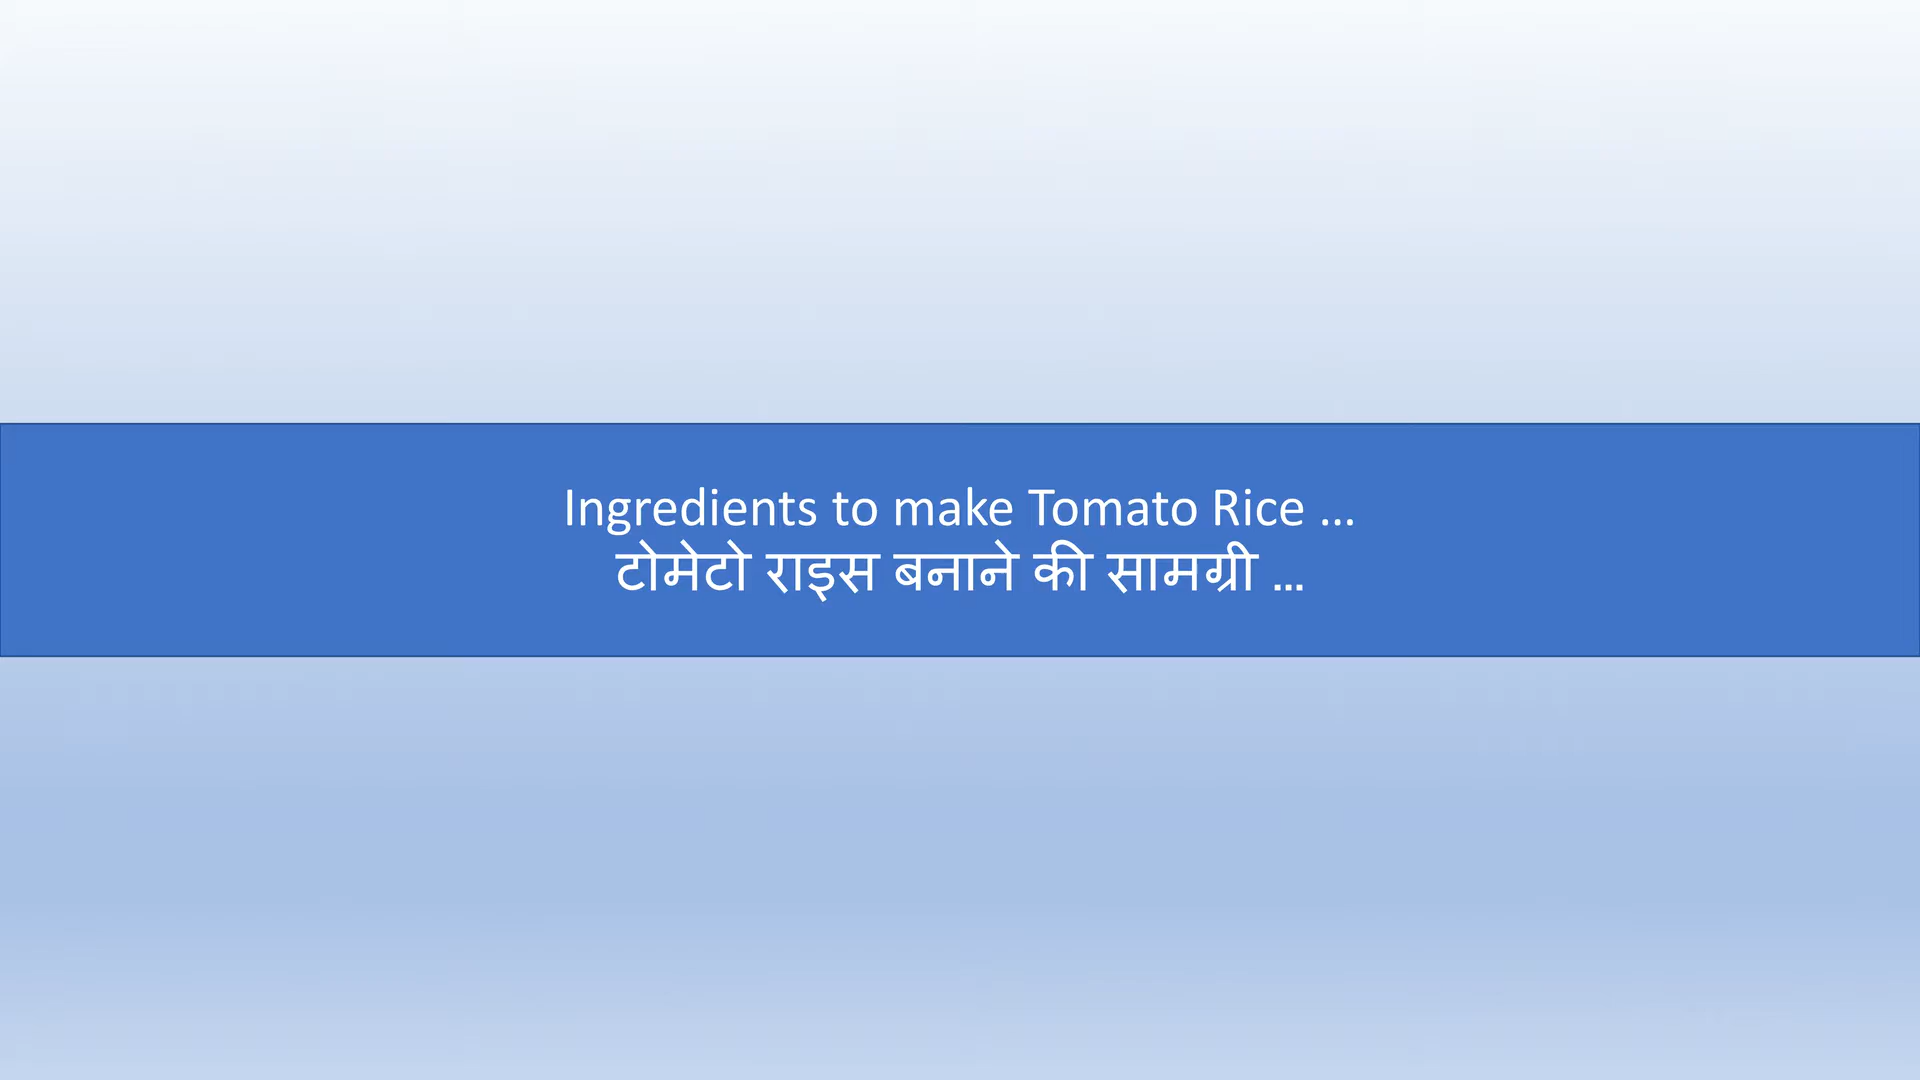 Ingredients to make Tomato Rice ...
टोमेटो राइस बनाने की सामग्री ...